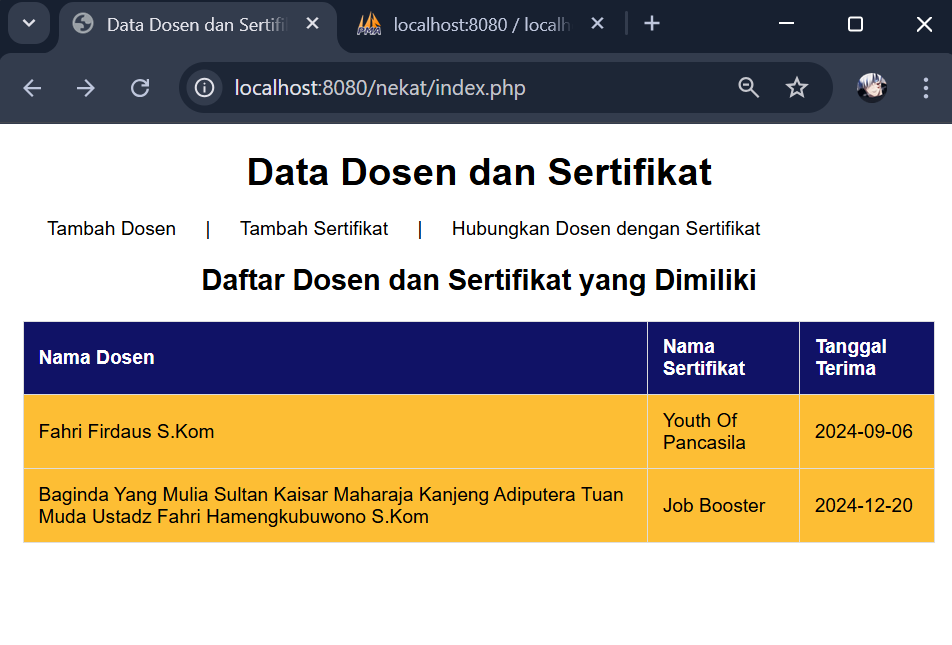 Data Dosen dan Sertifi
localhost:8080 / localh
localhost:8080/nekat/index.php
Data Dosen dan Sertifikat
Tambah Dosen | Tambah Sertifikat | Hubungkan Dosen dengan Sertifikat
Daftar Dosen dan Sertifikat yang Dimiliki
Nama Dosen
Nama
Sertifikat
Tanggal
Terima
Fahri Firdaus S.Kom
Youth Of
Pancasila
2024-09-06
Baginda Yang Mulia Sultan Kaisar Maharaja Kanjeng Adiputera Tuan
Muda Ustadz Fahri Hamengkubuwono S.Kom
Job Booster
2024-12-20